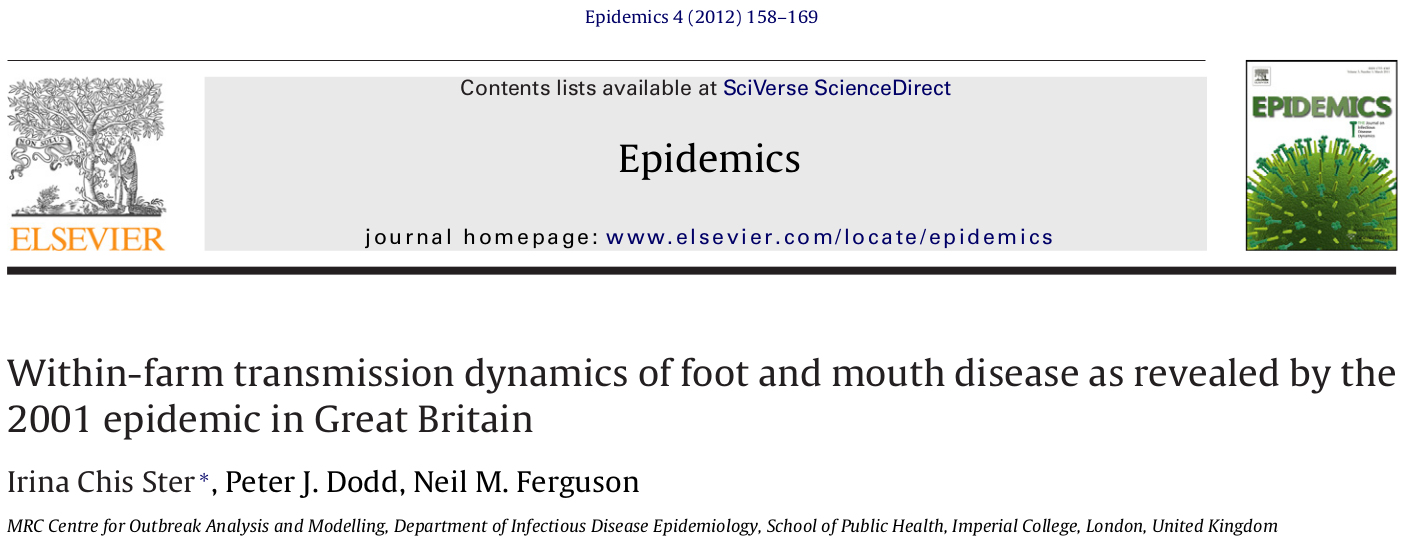 Epidemics 4 (2012) 158–169
Contents lists available at SciVerse ScienceDirect
Epidemics
journal homepage: www.elsevier.com/locate/epidemics
NON SOLUS
ELSEVIER
EPIDEMICS
Within-farm transmission dynamics of foot and mouth disease as revealed by the
2001 epidemic in Great Britain
Irina Chis Ster *, Peter J. Dodd, Neil M. Ferguson
MRC Centre for Outbreak Analysis and Modelling, Department of Infectious Disease Epidemiology, School of Public Health, Imperial College, London, United Kingdom